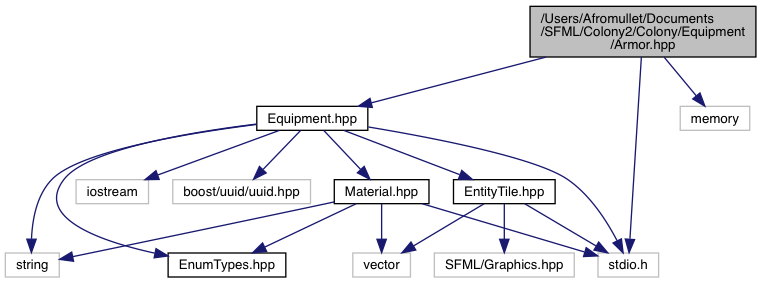 /Users/Afromullet/Documents
/SFML/Colony2/Colony/Equipment
/Armor.hpp
Equipment.hpp
memory
iostream
boost/uuid/uuid.hpp
Material.hpp
EntityTile.hpp
string
EnumTypes.hpp
vector
SFML/Graphics.hpp
stdio.h